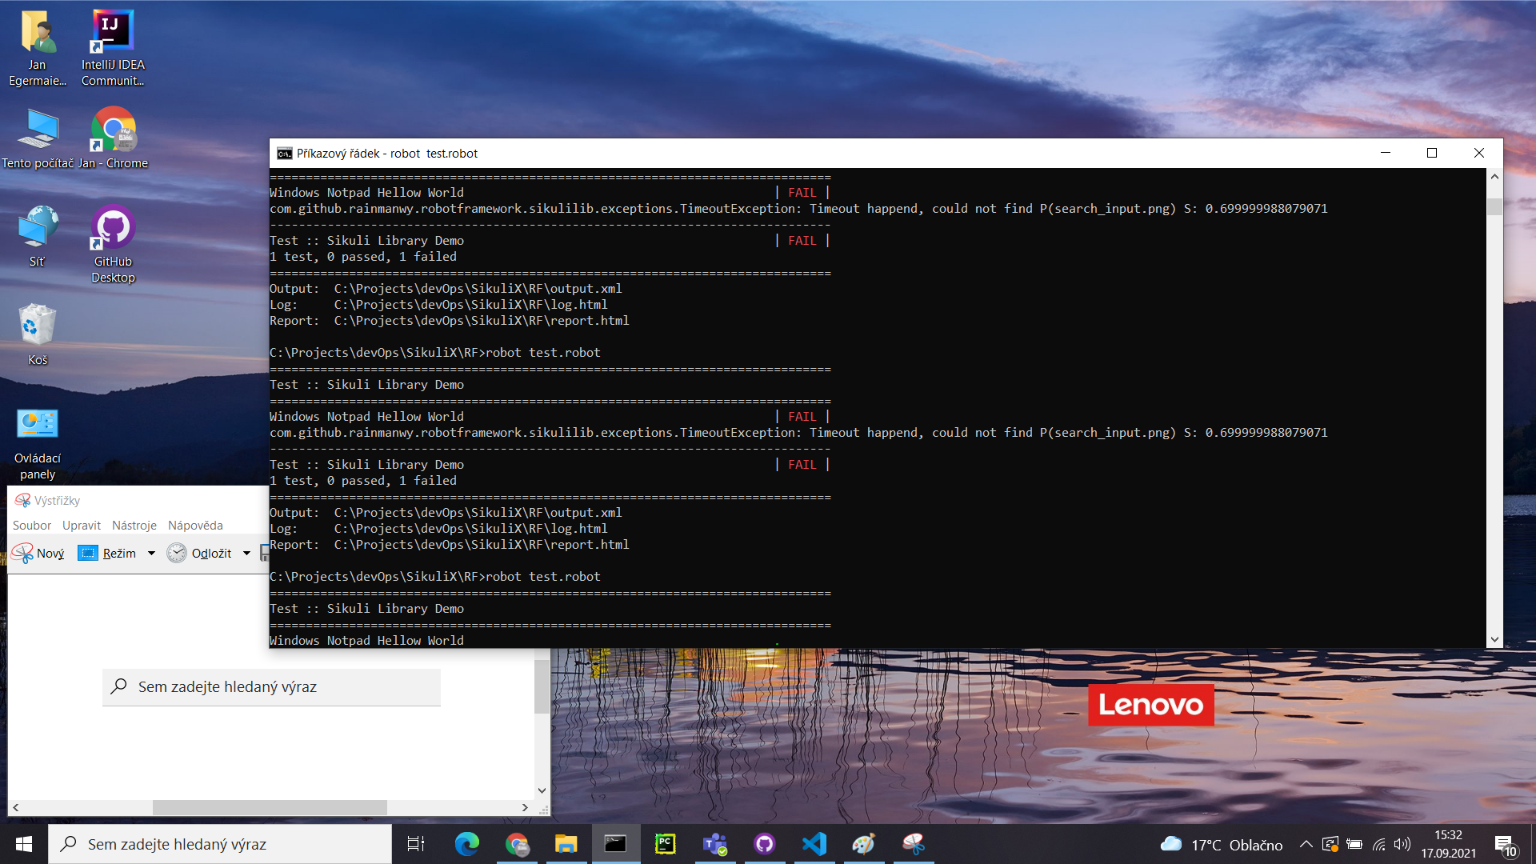 Jan
Egermaie...
IntelliJ IDEA
Communit...
Tento počítač
Jan - Chrome
Síť
GitHub
Desktop
Koš
Ovládací
panely
Příkazový řádek - robot  test.robot
==============================================================================
Windows Notpad Hellow World                                           | FAIL |
com.github.rainmanwy.robotframework.sikulilib.exceptions.TimeoutException: Timeout happend, could not find P(search_input.png) S: 0.699999988079071
------------------------------------------------------------------------------
Test :: Sikuli Library Demo                                           | FAIL |
1 test, 0 passed, 1 failed
==============================================================================
Output:  C:\Projects\devOps\SikuliX\RF\output.xml
Log:     C:\Projects\devOps\SikuliX\RF\log.html
Report:  C:\Projects\devOps\SikuliX\RF\report.html
C:\Projects\devOps\SikuliX\RF>robot test.robot
==============================================================================
Test :: Sikuli Library Demo
==============================================================================
Windows Notpad Hellow World                                           | FAIL |
com.github.rainmanwy.robotframework.sikulilib.exceptions.TimeoutException: Timeout happend, could not find P(search_input.png) S: 0.699999988079071
------------------------------------------------------------------------------
Test :: Sikuli Library Demo                                           | FAIL |
1 test, 0 passed, 1 failed
==============================================================================
Output:  C:\Projects\devOps\SikuliX\RF\output.xml
Log:     C:\Projects\devOps\SikuliX\RF\log.html
Report:  C:\Projects\devOps\SikuliX\RF\report.html
C:\Projects\devOps\SikuliX\RF>robot test.robot
==============================================================================
Test :: Sikuli Library Demo
==============================================================================
Windows Notpad Hellow World                                           .
Výstřižky
Soubor Upravit Nástroje Nápověda
Nový Režim Odložit
Sem zadejte hledaný výraz
Lenovo
Sem zadejte hledaný výraz
PC
17°C Oblačno
15:32
17.09.2021
10